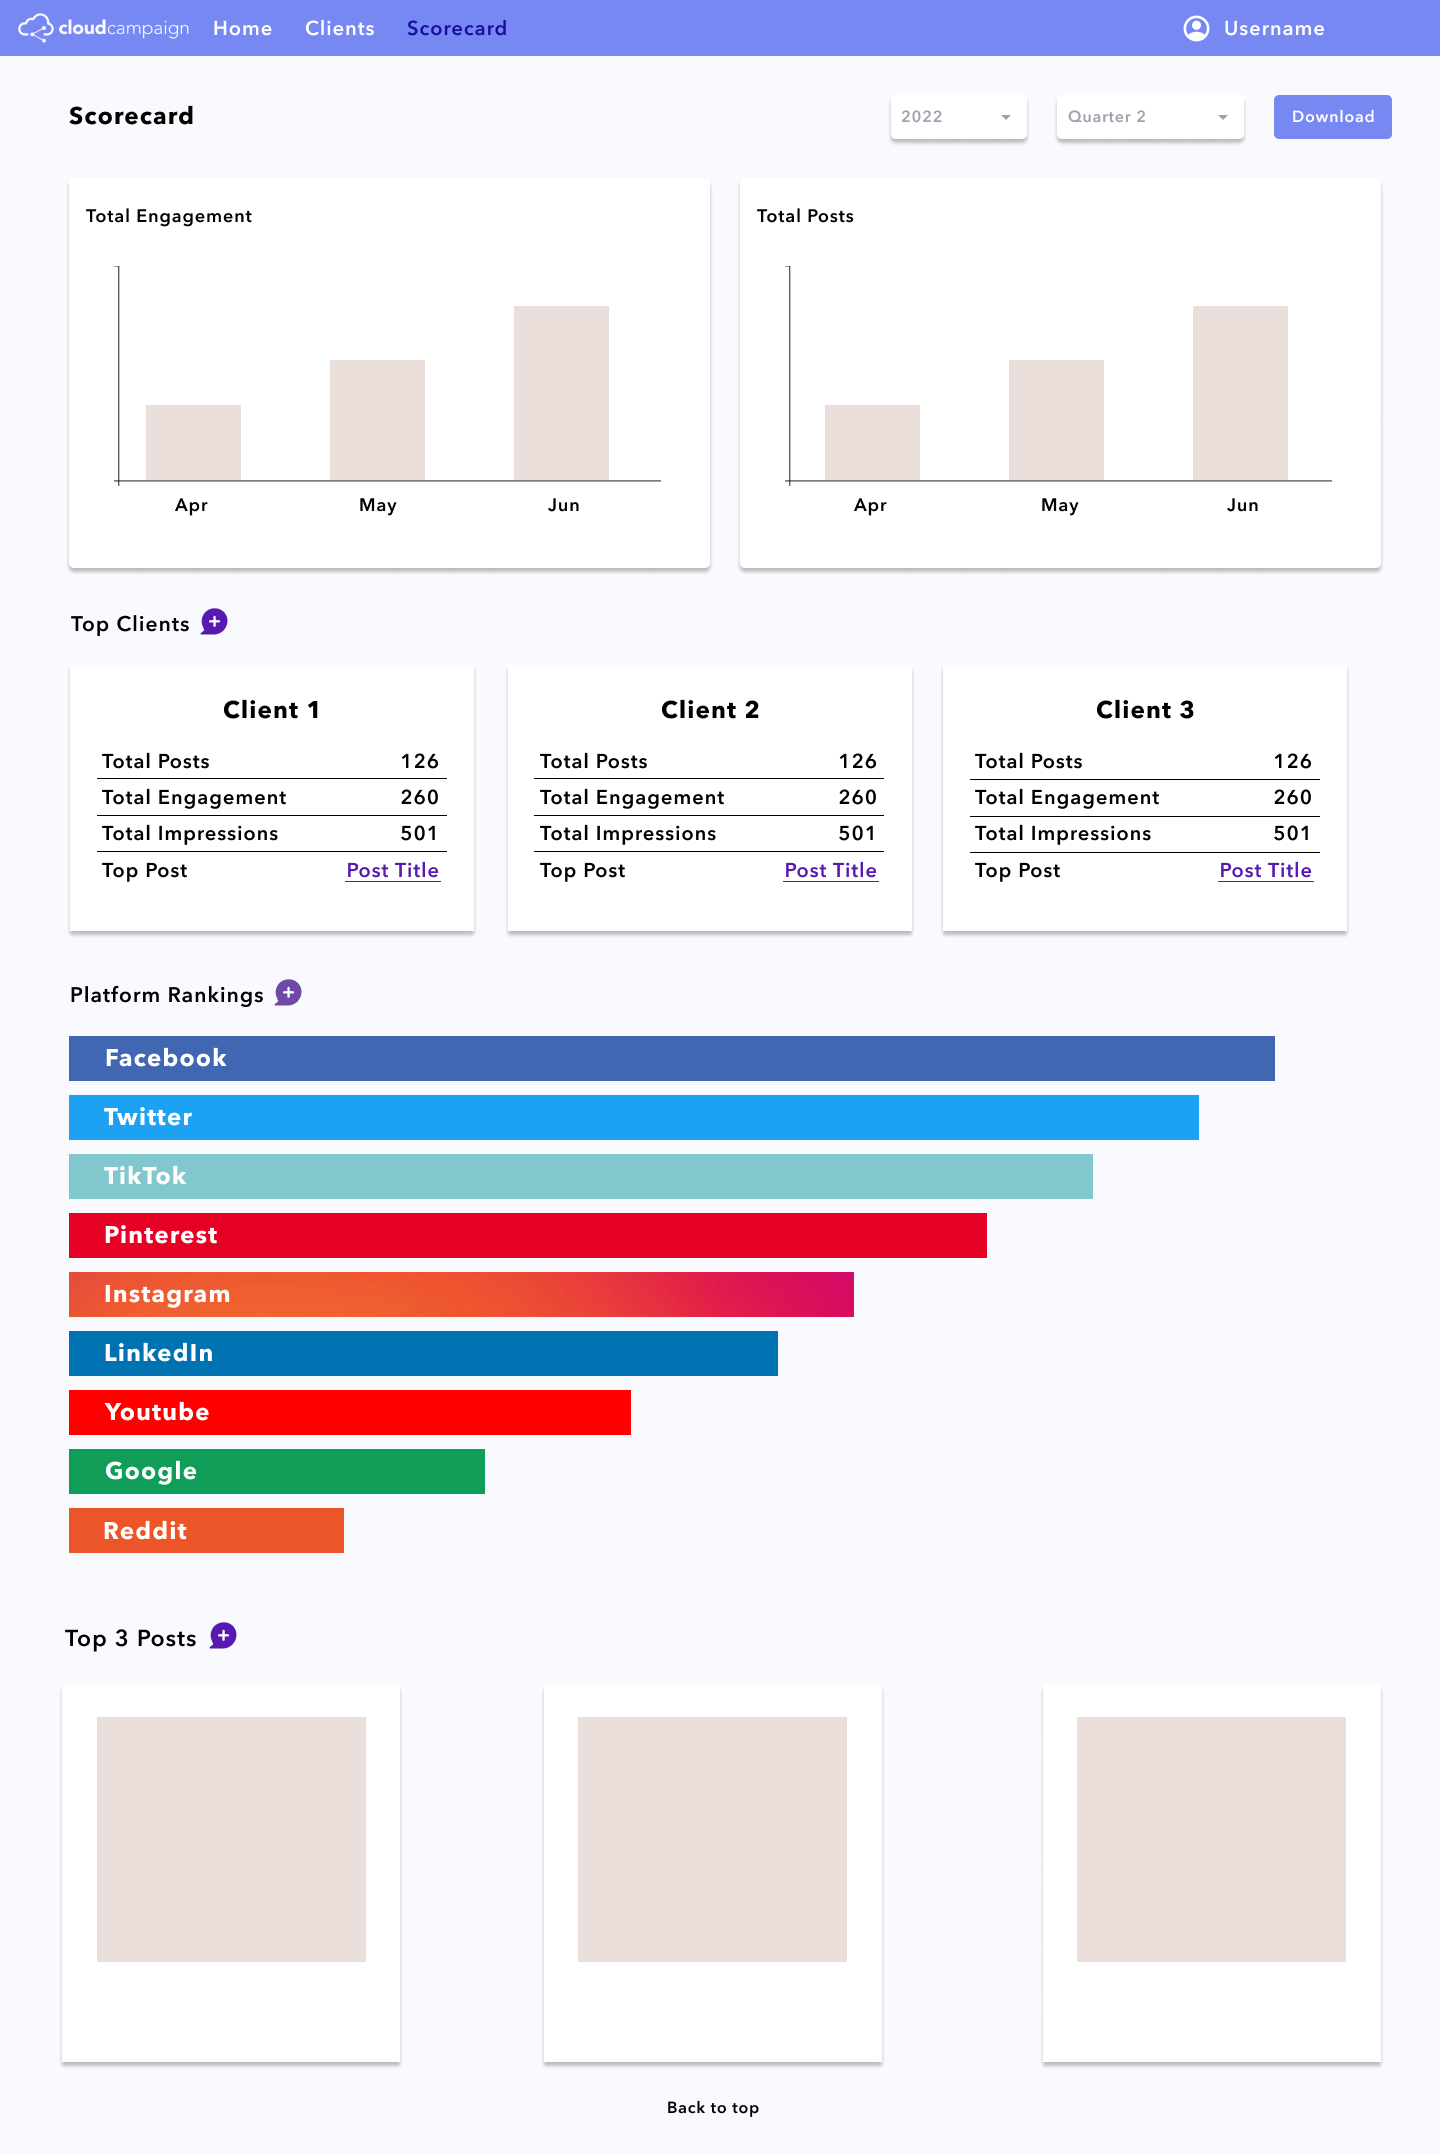 cloudcampaign Home Clients Scorecard Username
Scorecard 2022 Quarter 2 Download
Total Engagement
Apr May Jun
Total Posts
Apr May Jun
Top Clients
Client 1
Total Posts 126
Total Engagement 260
Total Impressions 501
Top Post Post Title
Client 2
Total Posts 126
Total Engagement 260
Total Impressions 501
Top Post Post Title
Client 3
Total Posts 126
Total Engagement 260
Total Impressions 501
Top Post Post Title
Platform Rankings
Facebook
Twitter
TikTok
Pinterest
Instagram
LinkedIn
Youtube
Google
Reddit
Top 3 Posts
Back to top